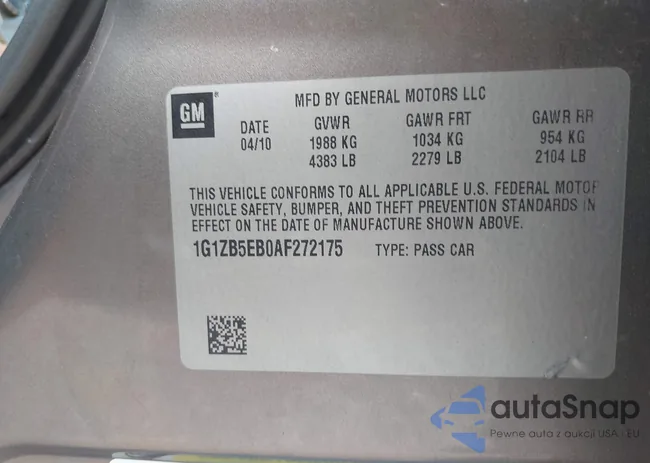 GM
MFD BY GENERAL MOTORS LLC
DATE GVWR GAWR FRT GAWR RR
04/10 1988 KG 1034 KG 954 KG
4383 LB 2279 LB 2104 LB
THIS VEHICLE CONFORMS TO ALL APPLICABLE U.S. FEDERAL MOTOR
VEHICLE SAFETY, BUMPER, AND THEFT PREVENTION STANDARDS IN
EFFECT ON THE DATE OF MANUFACTURE SHOWN ABOVE.
1G1ZB5EB0AF272175 TYPE: PASS CAR
autaSnap
Pewne auta z aukcji USA i EU